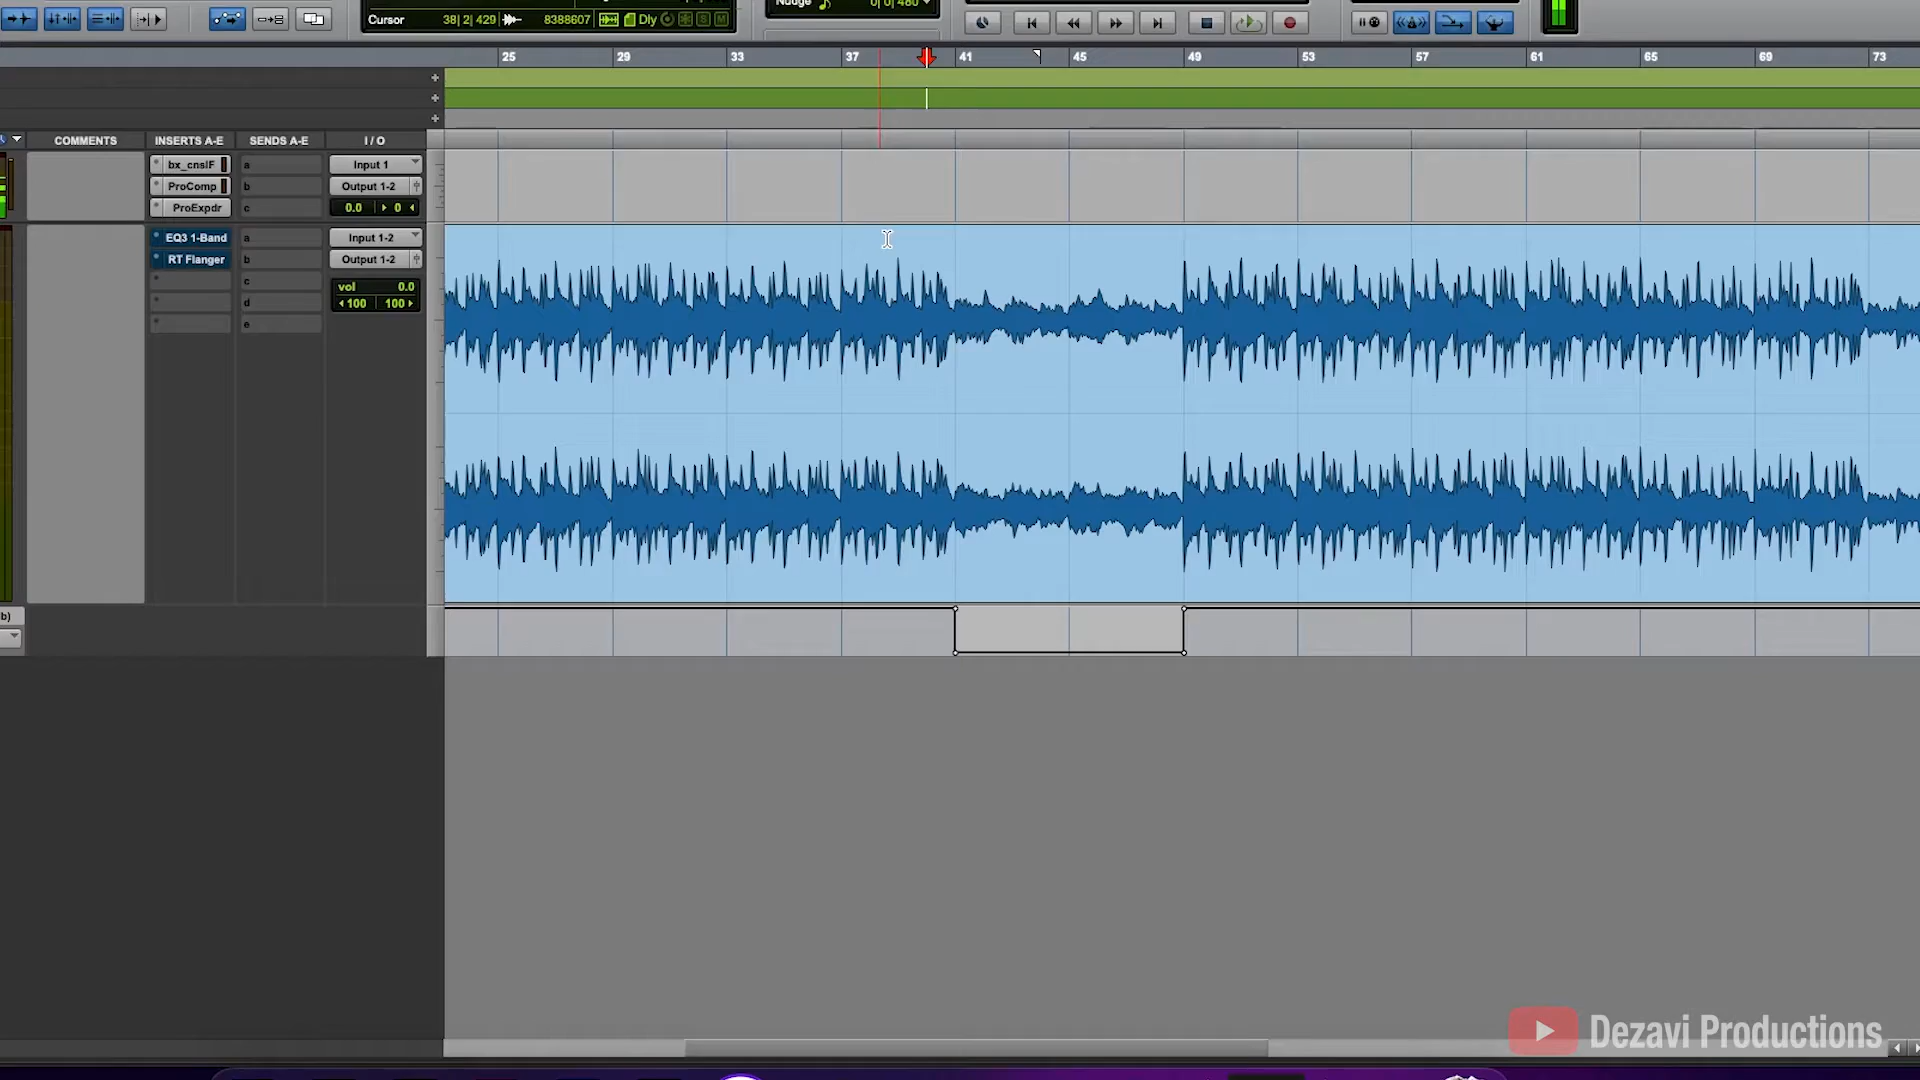 Nudge 0| 0| 480
Cursor 38| 2| 429 8388607 Dly S M
25 29 33 37 41 45 49 53 57 61 65 69 73
COMMENTS INSERTS A-E SENDS A-E I / O
bx_cnslF a Input 1
ProComp b Output 1-2
ProExpdr c 0.0 0
EQ3 1-Band a Input 1-2
RT Flanger b Output 1-2
c vol 0.0
d 100 100
e
b)
Dezavi Productions